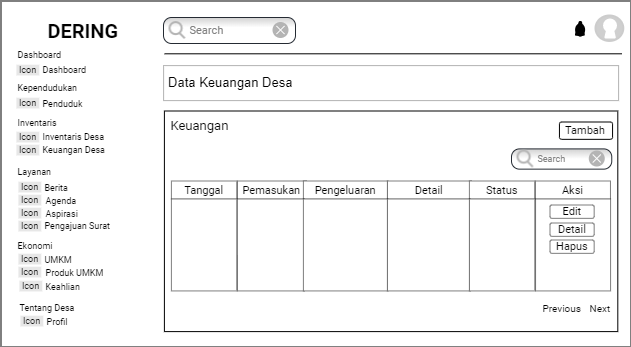 DERING
Dashboard
Icon Dashboard
Kependudukan
Icon Penduduk
Inventaris
Icon Inventaris Desa
Icon Keuangan Desa
Layanan
Icon Berita
Icon Agenda
Icon Aspirasi
Icon Pengajuan Surat
Ekonomi
Icon UMKM
Icon Produk UMKM
Icon Keahlian
Tentang Desa
Icon Profil
Search
Data Keuangan Desa
Keuangan
Tambah
Search
Tanggal Pemasukan Pengeluaran Detail Status Aksi
Edit
Detail
Hapus
Previous Next